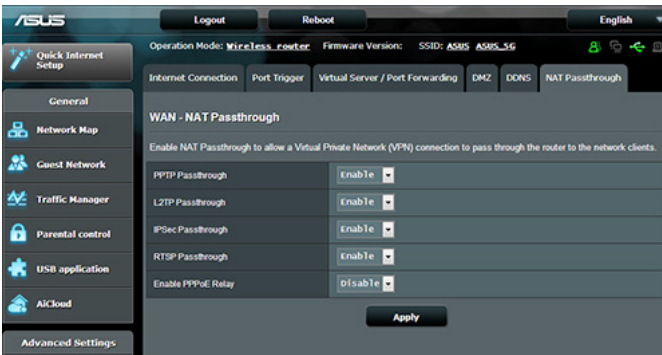 ASUS
Logout
Reboot
English
Operation Mode: Wireless router Firmware Version: SSID: ASUS ASUS_5G
Quick Internet
Setup
Internet Connection
Port Trigger
Virtual Server / Port Forwarding
DMZ
DDNS
NAT Passthrough
General
Network Map
Guest Network
Traffic Manager
Parental control
USB application
AiCloud
Advanced Settings
WAN - NAT Passthrough
Enable NAT Passthrough to allow a Virtual Private Network (VPN) connection to pass through the router to the network clients.
PPTP Passthrough Enable
L2TP Passthrough Enable
IPSec Passthrough Enable
RTSP Passthrough Enable
Enable PPPoE Relay Disable
Apply